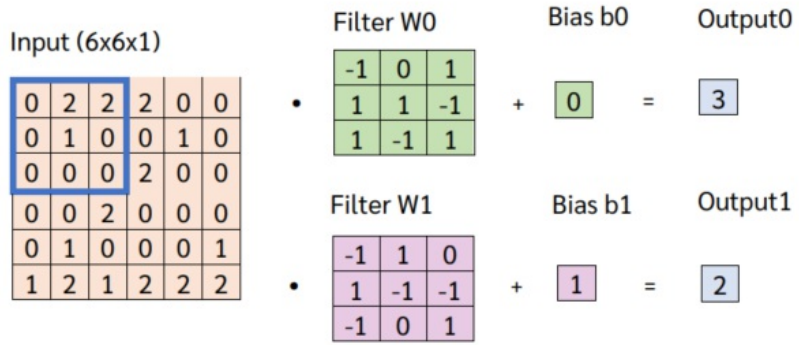 Input (6x6x1)
0 2 2 2 0 0
0 1 0 0 1 0
0 0 0 2 0 0
0 0 2 0 0 0
0 1 0 0 0 1
1 2 1 2 2 2
Filter W0
-1 0 1
1 1 -1
1 -1 1
Bias b0
+ 0 =
Output0
3
Filter W1
-1 1 0
1 -1 -1
-1 0 1
Bias b1
+ 1 =
Output1
2